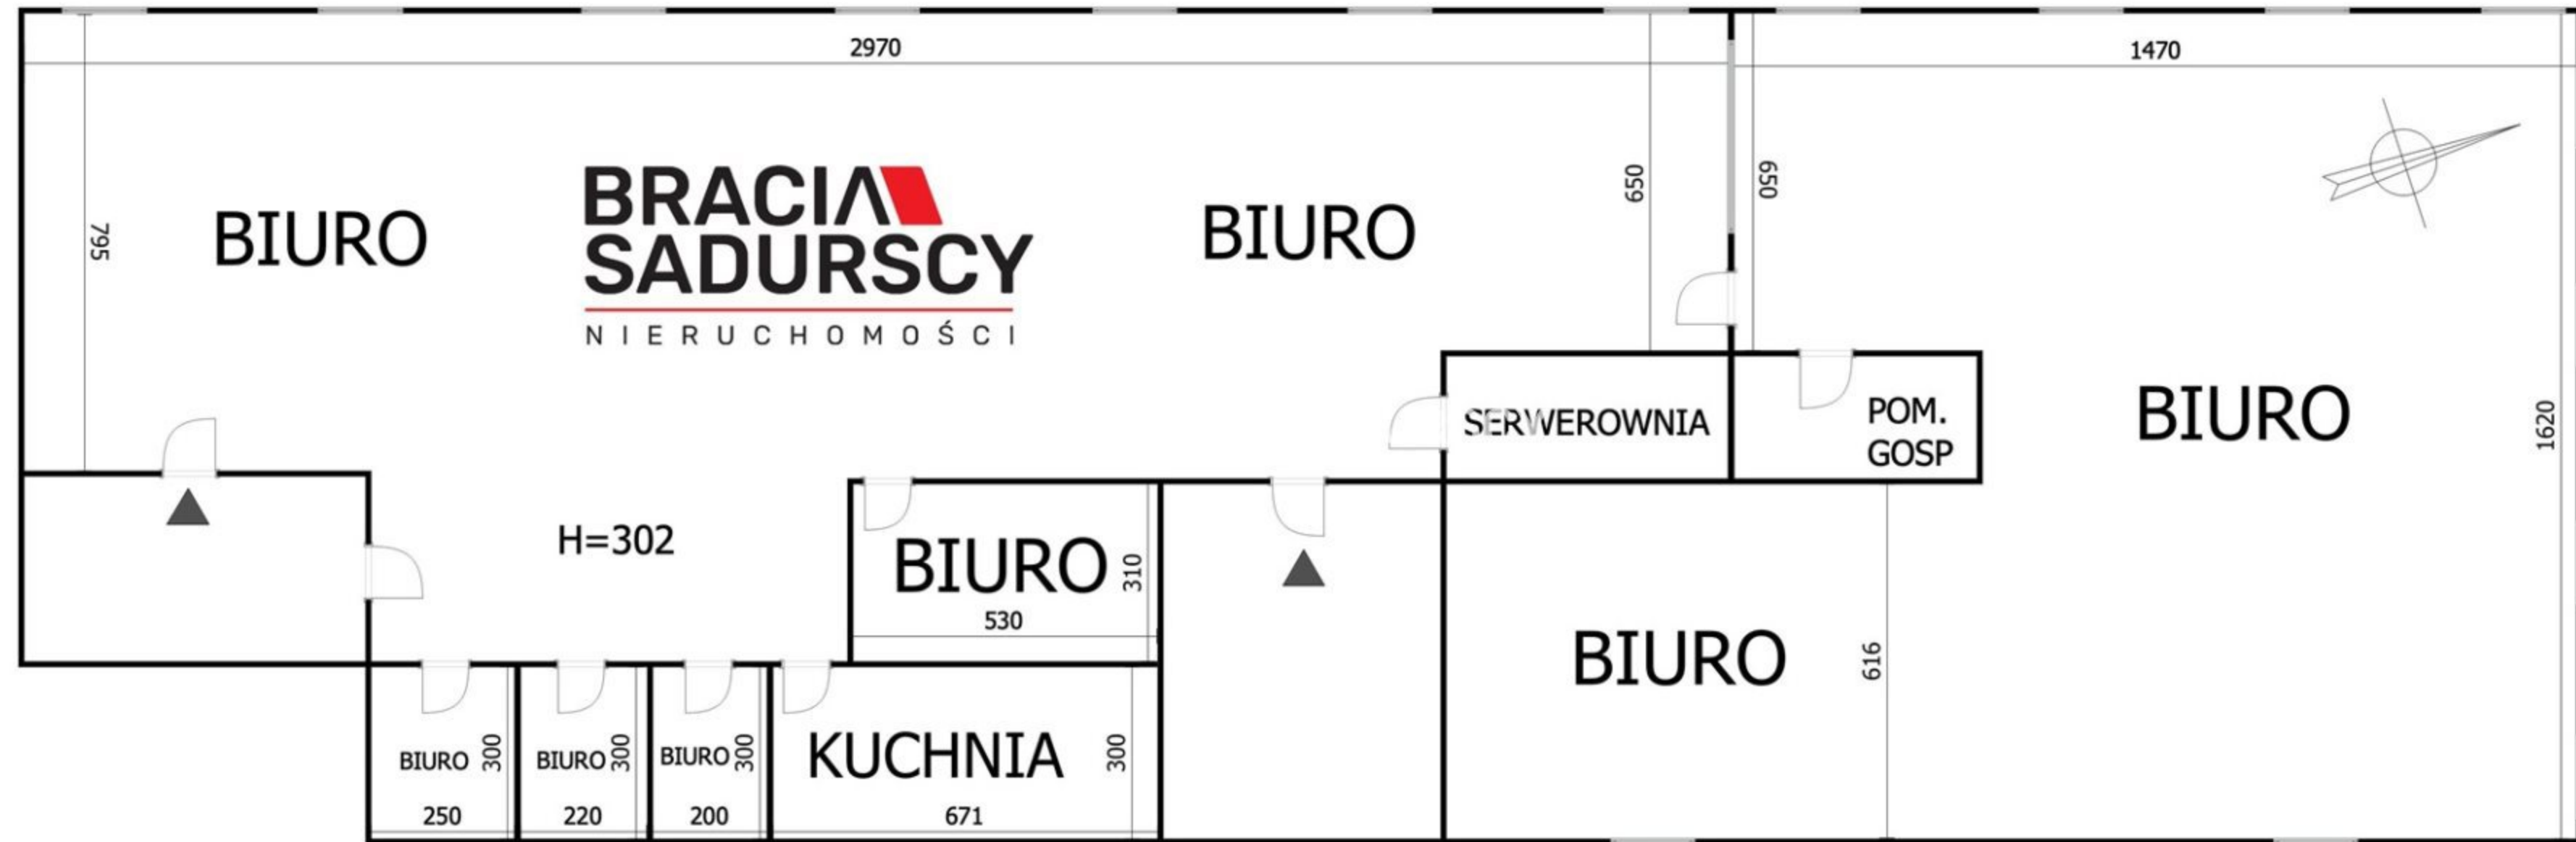 2970
1470
795
BIURO
BRACIA
SADURSCY
NIERUCHOMOŚCI
BIURO
650
650
BIURO
1620
SERWEROWNIA
POM.
GOSP
H=302
BIURO
310
530
BIURO
616
BIURO
300
250
BIURO
300
220
BIURO
300
200
KUCHNIA
300
671